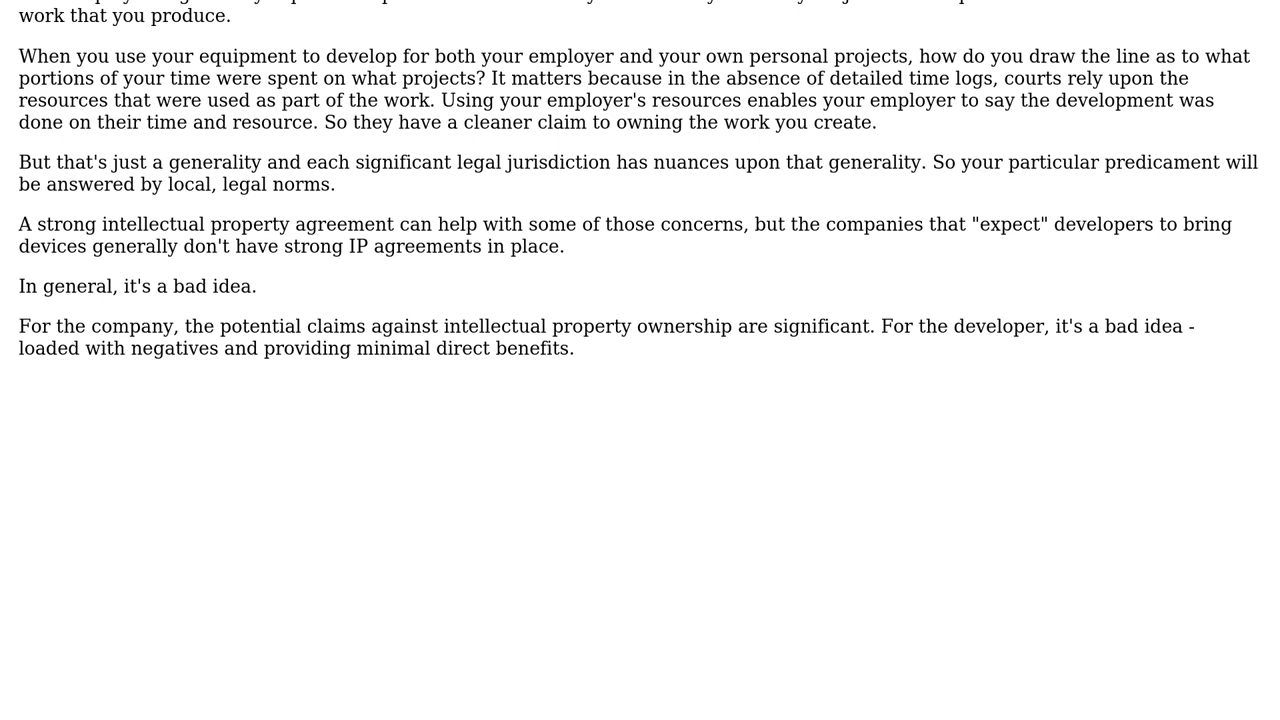 work that you produce.
When you use your equipment to develop for both your employer and your own personal projects, how do you draw the line as to what
portions of your time were spent on what projects? It matters because in the absence of detailed time logs, courts rely upon the
resources that were used as part of the work. Using your employer's resources enables your employer to say the development was
done on their time and resource. So they have a cleaner claim to owning the work you create.
But that's just a generality and each significant legal jurisdiction has nuances upon that generality. So your particular predicament will
be answered by local, legal norms.
A strong intellectual property agreement can help with some of those concerns, but the companies that "expect" developers to bring
devices generally don't have strong IP agreements in place.
In general, it's a bad idea.
For the company, the potential claims against intellectual property ownership are significant. For the developer, it's a bad idea -
loaded with negatives and providing minimal direct benefits.